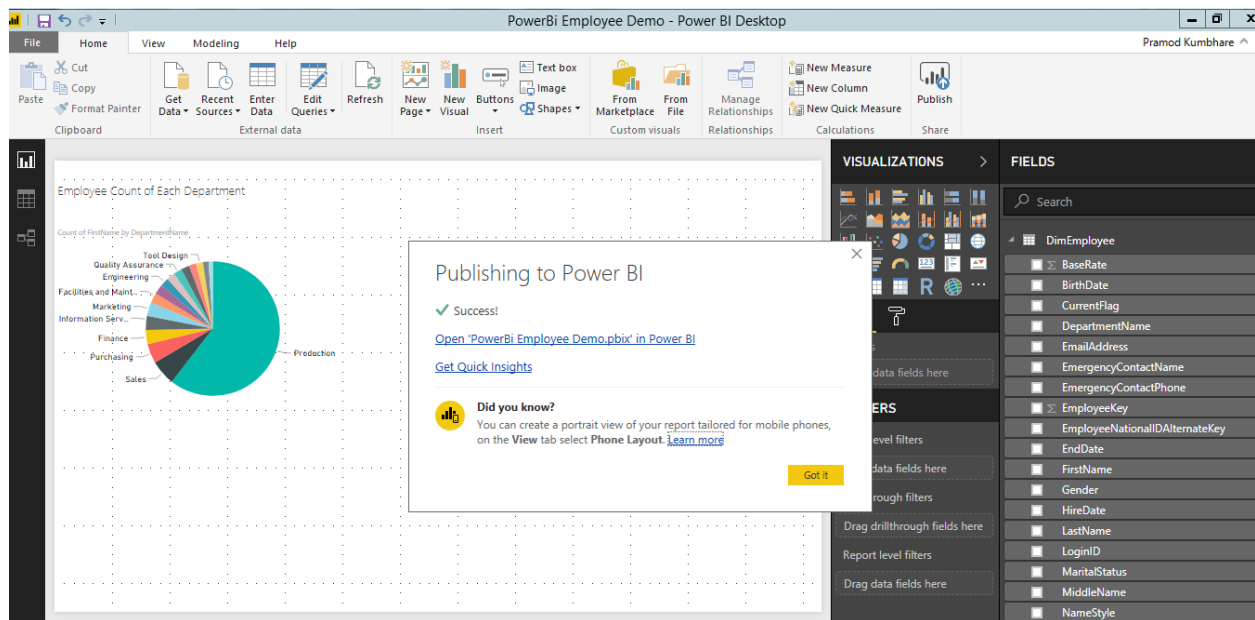 PowerBi Employee Demo - Power BI Desktop
File Home View Modeling Help
Pramod Kumbhare
Paste
Cut
Copy
Format Painter
Clipboard
Get Data
Recent Sources
Enter Data
Edit Queries
Refresh
External data
New Page
New Visual
Buttons
Text box
Image
Shapes
Insert
From Marketplace
From File
Custom visuals
Manage Relationships
Relationships
New Measure
New Column
New Quick Measure
Calculations
Publish
Share
Employee Count of Each Department
Count of FirstName by DepartmentName
Tool Design
Quality Assurance
Engineering
Facilities and Maint...
Marketing
Information Serv...
Finance
Purchasing
Sales
Production
Publishing to Power BI
Success!
Open 'PowerBi Employee Demo.pbix' in Power BI
Get Quick Insights
Did you know?
You can create a portrait view of your report tailored for mobile phones,
on the View tab select Phone Layout. Learn more
Got it
VISUALIZATIONS
123
R
data fields here
ERS
evel filters
data fields here
rough filters
Drag drillthrough fields here
Report level filters
Drag data fields here
FIELDS
Search
DimEmployee
Σ BaseRate
BirthDate
CurrentFlag
DepartmentName
EmailAddress
EmergencyContactName
EmergencyContactPhone
Σ EmployeeKey
EmployeeNationalIDAlternateKey
EndDate
FirstName
Gender
HireDate
LastName
LoginID
MaritalStatus
MiddleName
NameStyle